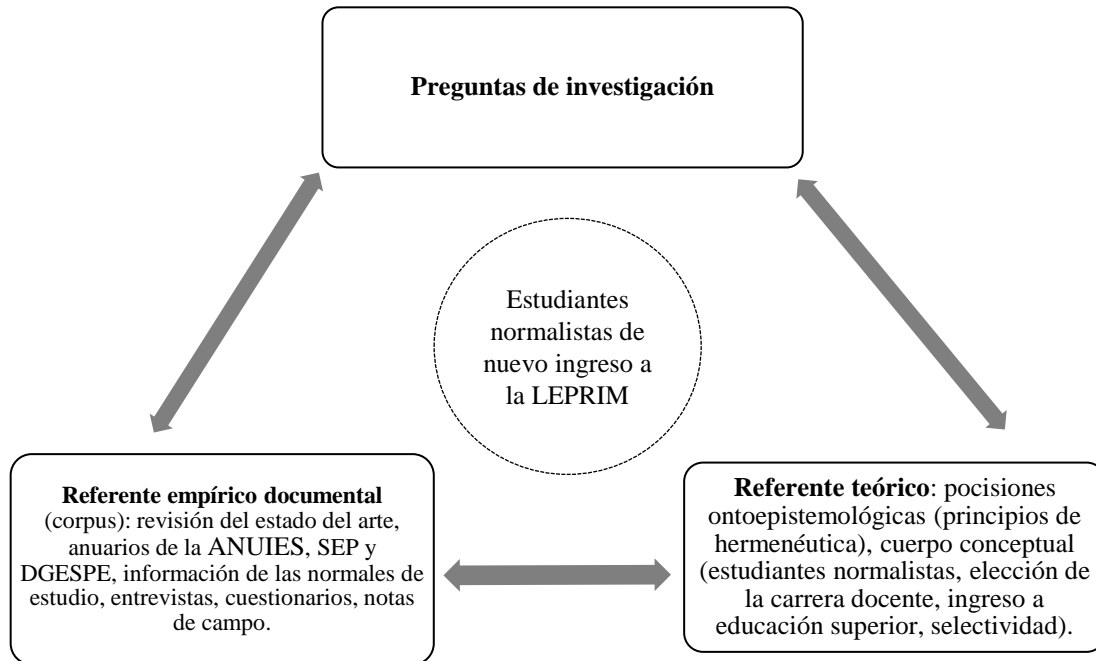 Preguntas de investigación
Estudiantes
normalistas de
nuevo ingreso a
la LEPRIM
Referente empírico documental
(corpus): revisión del estado del arte,
anuarios de la ANUIES, SEP y
DGESPE, información de las normales de
estudio, entrevistas, cuestionarios, notas
de campo.
Referente teórico: pocisiones
ontoepistemológicas (principios de
hermenéutica), cuerpo conceptual
(estudiantes normalistas, elección de
la carrera docente, ingreso a
educación superior, selectividad).